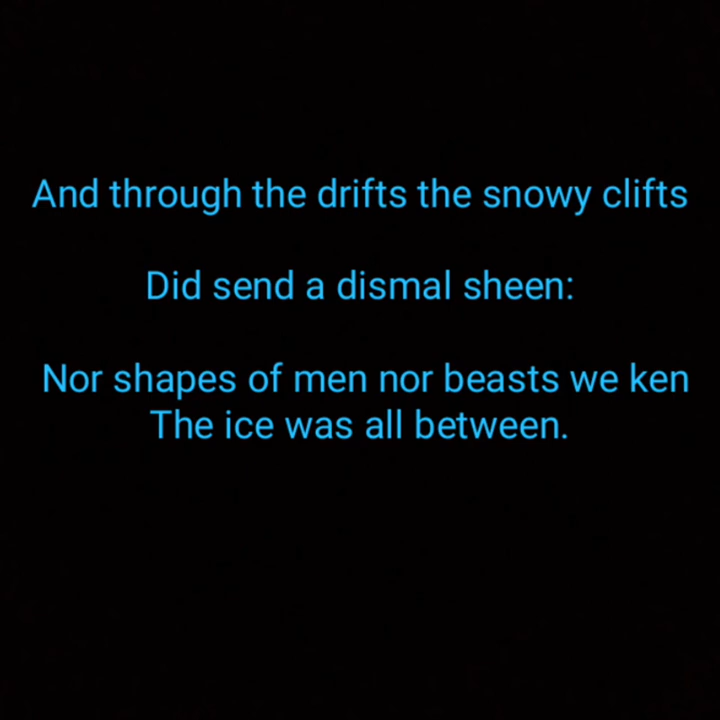 And through the drifts the snowy clifts
Did send a dismal sheen:
Nor shapes of men nor beasts we ken
The ice was all between.